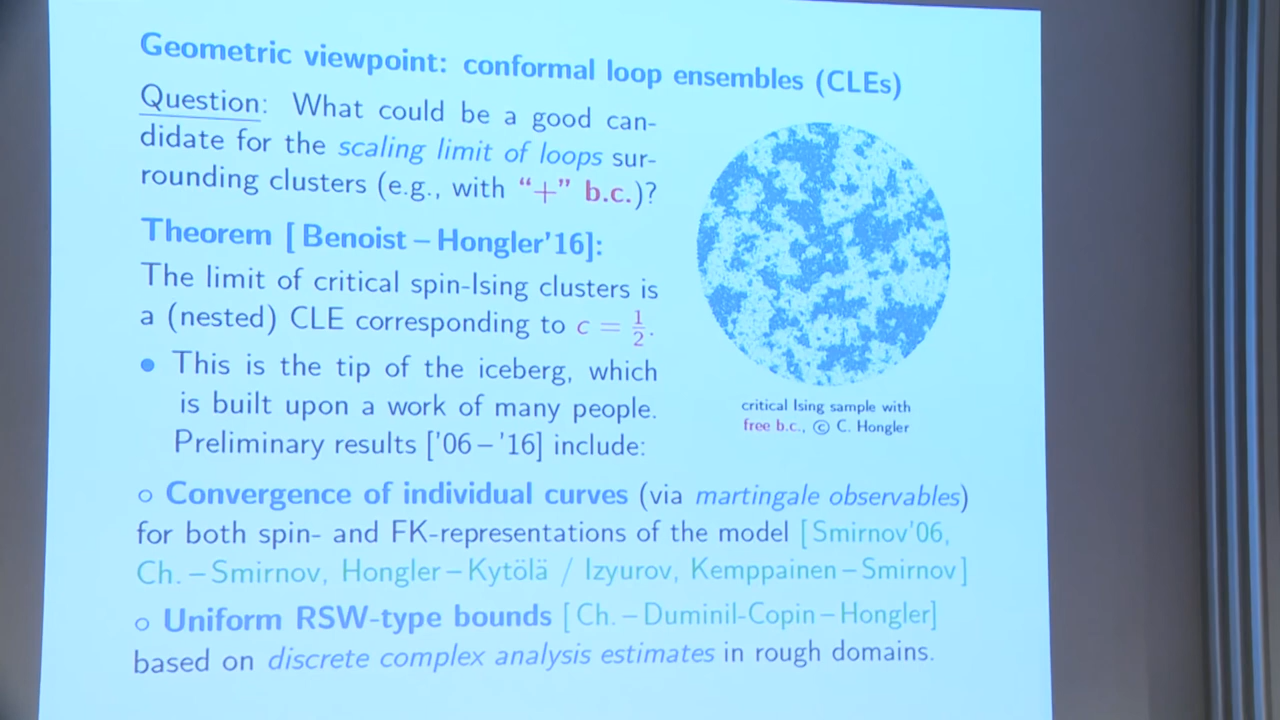 Geometric viewpoint: conformal loop ensembles (CLEs)
Question: What could be a good can-
didate for the scaling limit of loops sur-
rounding clusters (e.g., with “+” b.c.)?
Theorem [Benoist – Hongler’16]:
The limit of critical spin-Ising clusters is
a (nested) CLE corresponding to c = 1/2.
• This is the tip of the iceberg, which
is built upon a work of many people.
Preliminary results [’06 – ’16] include:
critical Ising sample with
free b.c., © C. Hongler
○ Convergence of individual curves (via martingale observables)
for both spin- and FK-representations of the model [Smirnov’06,
Ch. – Smirnov, Hongler – Kytölä / Izyurov, Kemppainen – Smirnov]
○ Uniform RSW-type bounds [Ch. – Duminil-Copin – Hongler]
based on discrete complex analysis estimates in rough domains.